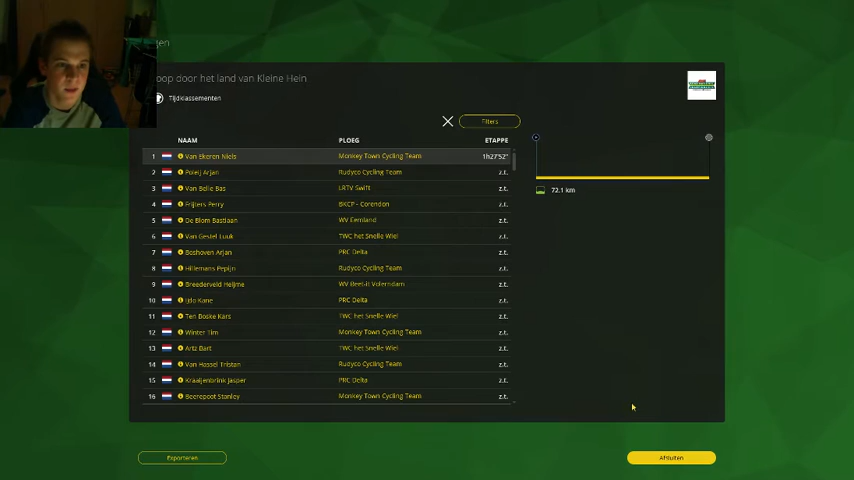 gen
oop door het land van Kleine Hein
Tijdklassementen
Filters
NAAM PLOEG ETAPPE
1 Van Ekeren Niels Monkey Town Cycling Team 1h27'52"
2 Poleij Arjan Rudyco Cycling Team z.t.
3 Van Belle Bas LRTV Swift z.t.
4 Frijters Perry BKCP - Corendon z.t.
5 De Blom Bastiaan WV Eemland z.t.
6 Van Gestel Luuk TWC het Snelle Wiel z.t.
7 Boshoven Arjan PRC Delta z.t.
8 Hillemans Pepijn Rudyco Cycling Team z.t.
9 Breederveld Heijme WV Beet-it Volendam z.t.
10 Ijdo Kane PRC Delta z.t.
11 Ten Boske Kars TWC het Snelle Wiel z.t.
12 Winter Tim Monkey Town Cycling Team z.t.
13 Artz Bart TWC het Snelle Wiel z.t.
14 Van Hassel Tristan Rudyco Cycling Team z.t.
15 Kraaijenbrink Jasper PRC Delta z.t.
16 Beerepoot Stanley Monkey Town Cycling Team z.t.
72.1 km
Exporteren
Afsluiten